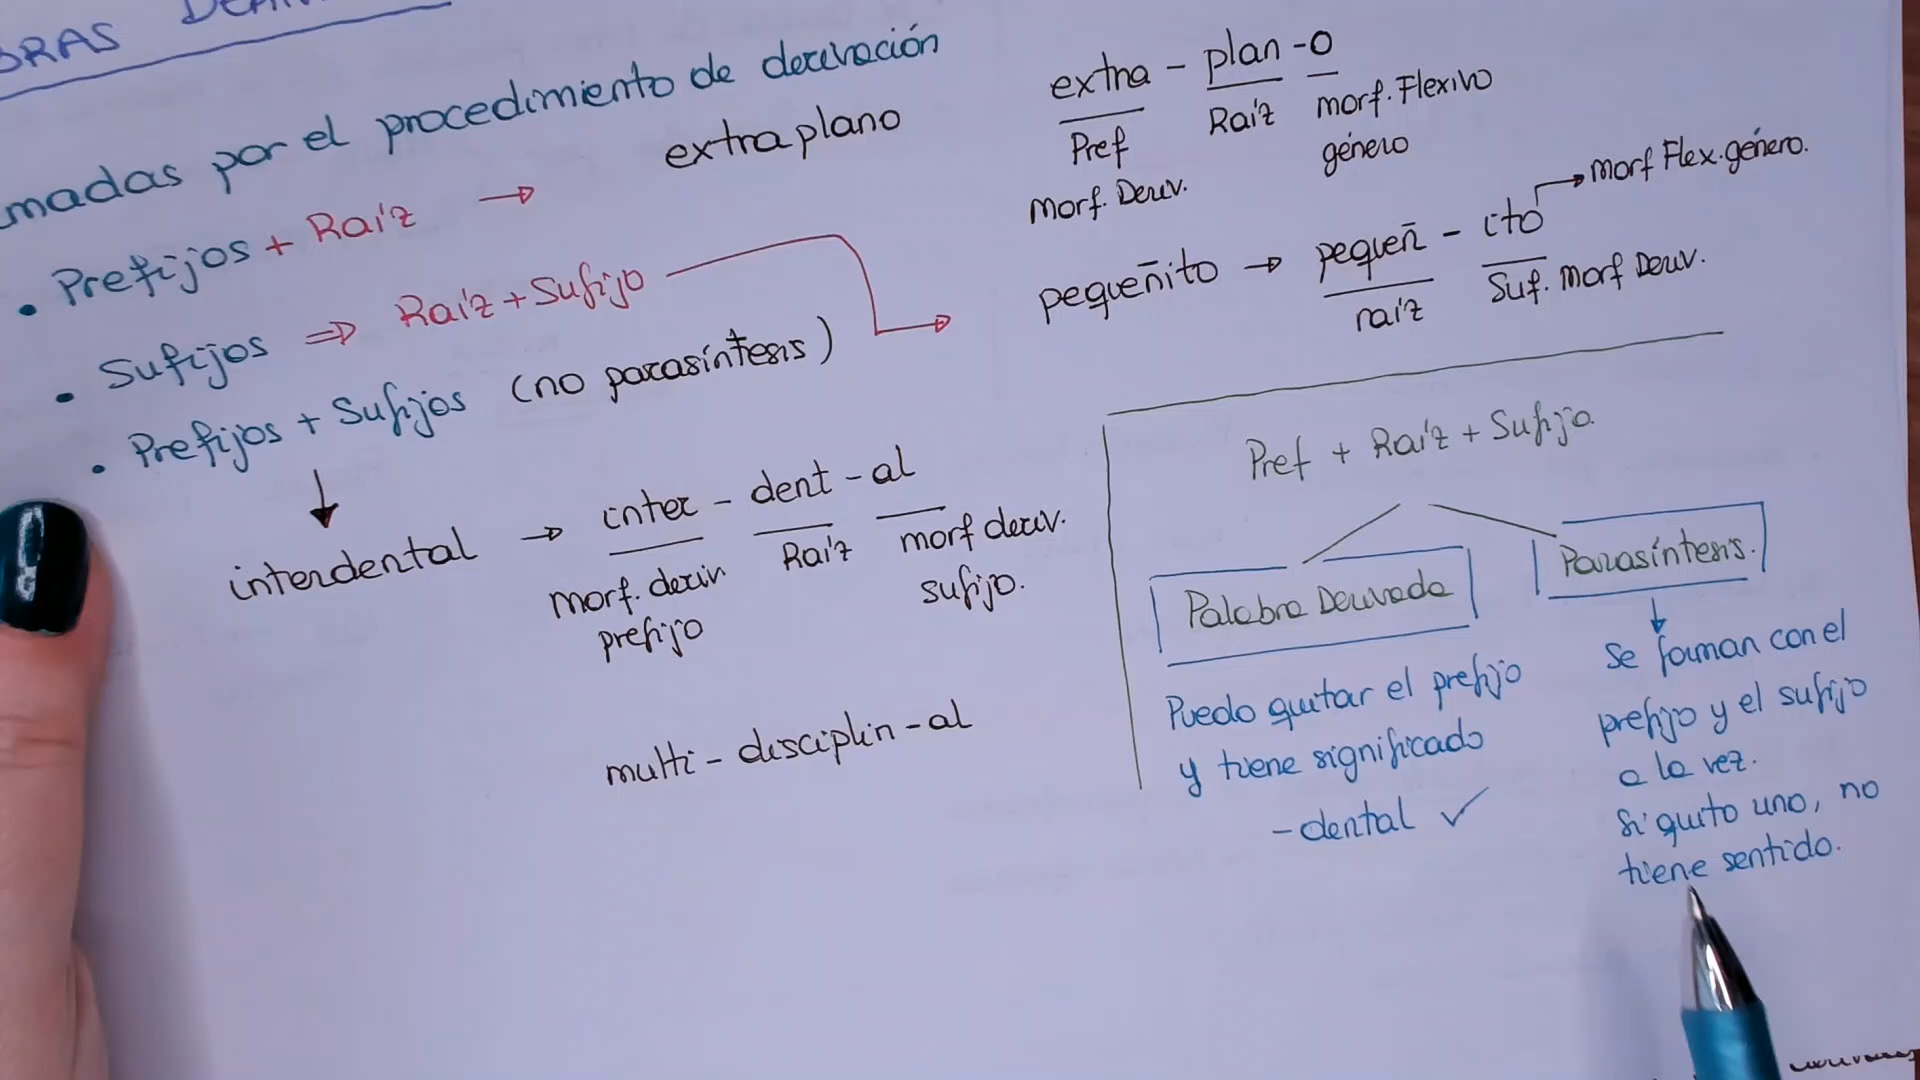 madas por el procedimiento de derivación
• Prefijos + Raíz →
extraplano
extra - plan - o
Pref
Raíz
morf. Flexivo
género
Morf. Deriv.
• Sufijos ⇒ Raíz + Sufijo
pequeñito → pequeñ - ito → morf Flex. género.
raíz
Suf. Morf Deriv.
• Prefijos + Sufijos (no parasíntesis)
interdental → inter - dent - al
morf. deriv
prefijo
Raíz
morf deriv.
sufijo.
multi - disciplin - al
Pref + Raíz + Sufijo.
Palabra Derivada
Puedo quitar el prefijo
y tiene significado
- dental ✓
Parasíntesis.
Se forman con el
prefijo y el sufijo
a la vez.
Si quito uno, no
tiene sentido.